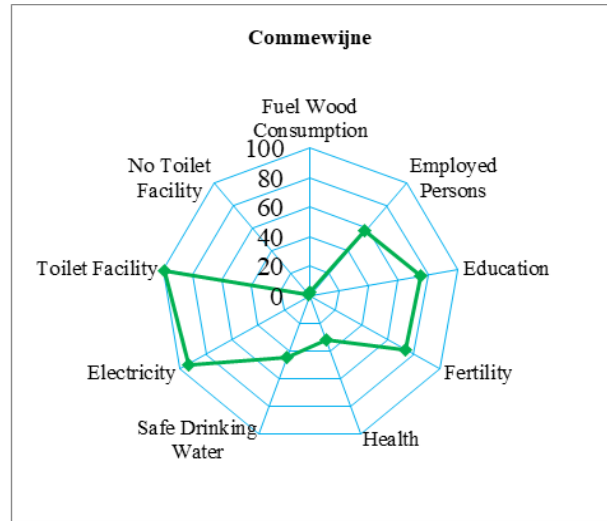 Commewijne
Fuel Wood
Consumption
100
80
60
40
20
0
Employed
Persons
Education
Fertility
Health
Safe Drinking
Water
Electricity
Toilet Facility
No Toilet
Facility